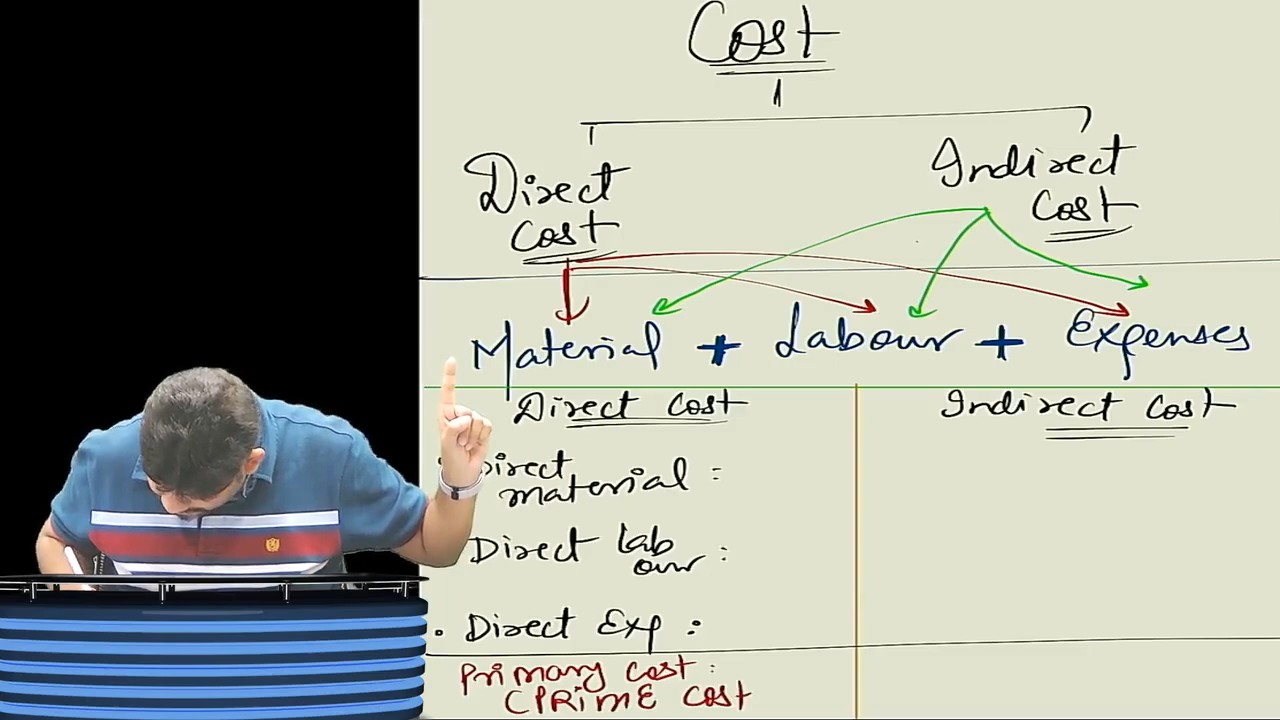 Cost
Direct
Cost
Indirect
Cost
Material + Labour + Expenses
Direct Cost
Indirect Cost
Direct
material :
Direct Lab
our :
• Direct Exp :
Primary Cost :
(PRIME Cost